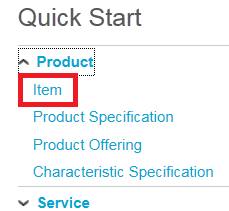 Quick Start
Product
Item
Product Specification
Product Offering
Characteristic Specification
Service